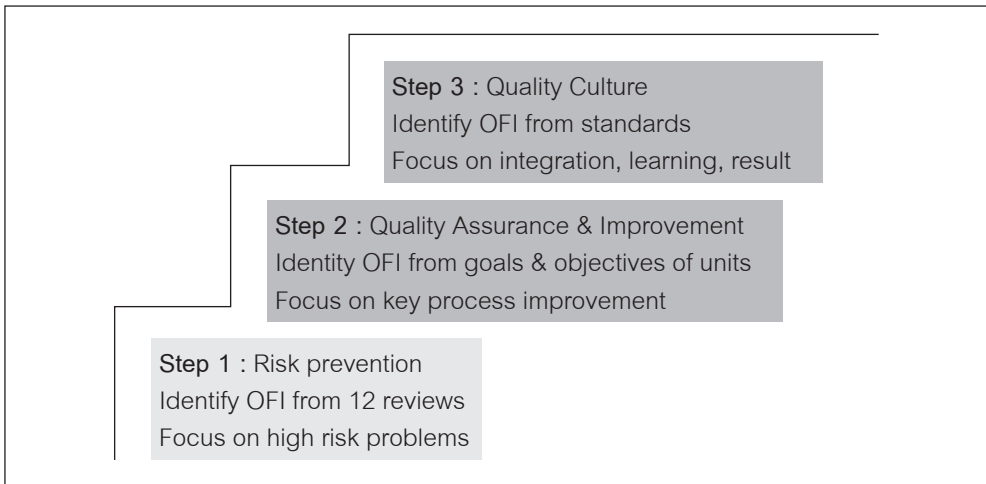 Step 3 : Quality Culture
Identify OFI from standards
Focus on integration, learning, result
Step 2 : Quality Assurance & Improvement
Identity OFI from goals & objectives of units
Focus on key process improvement
Step 1 : Risk prevention
Identify OFI from 12 reviews
Focus on high risk problems